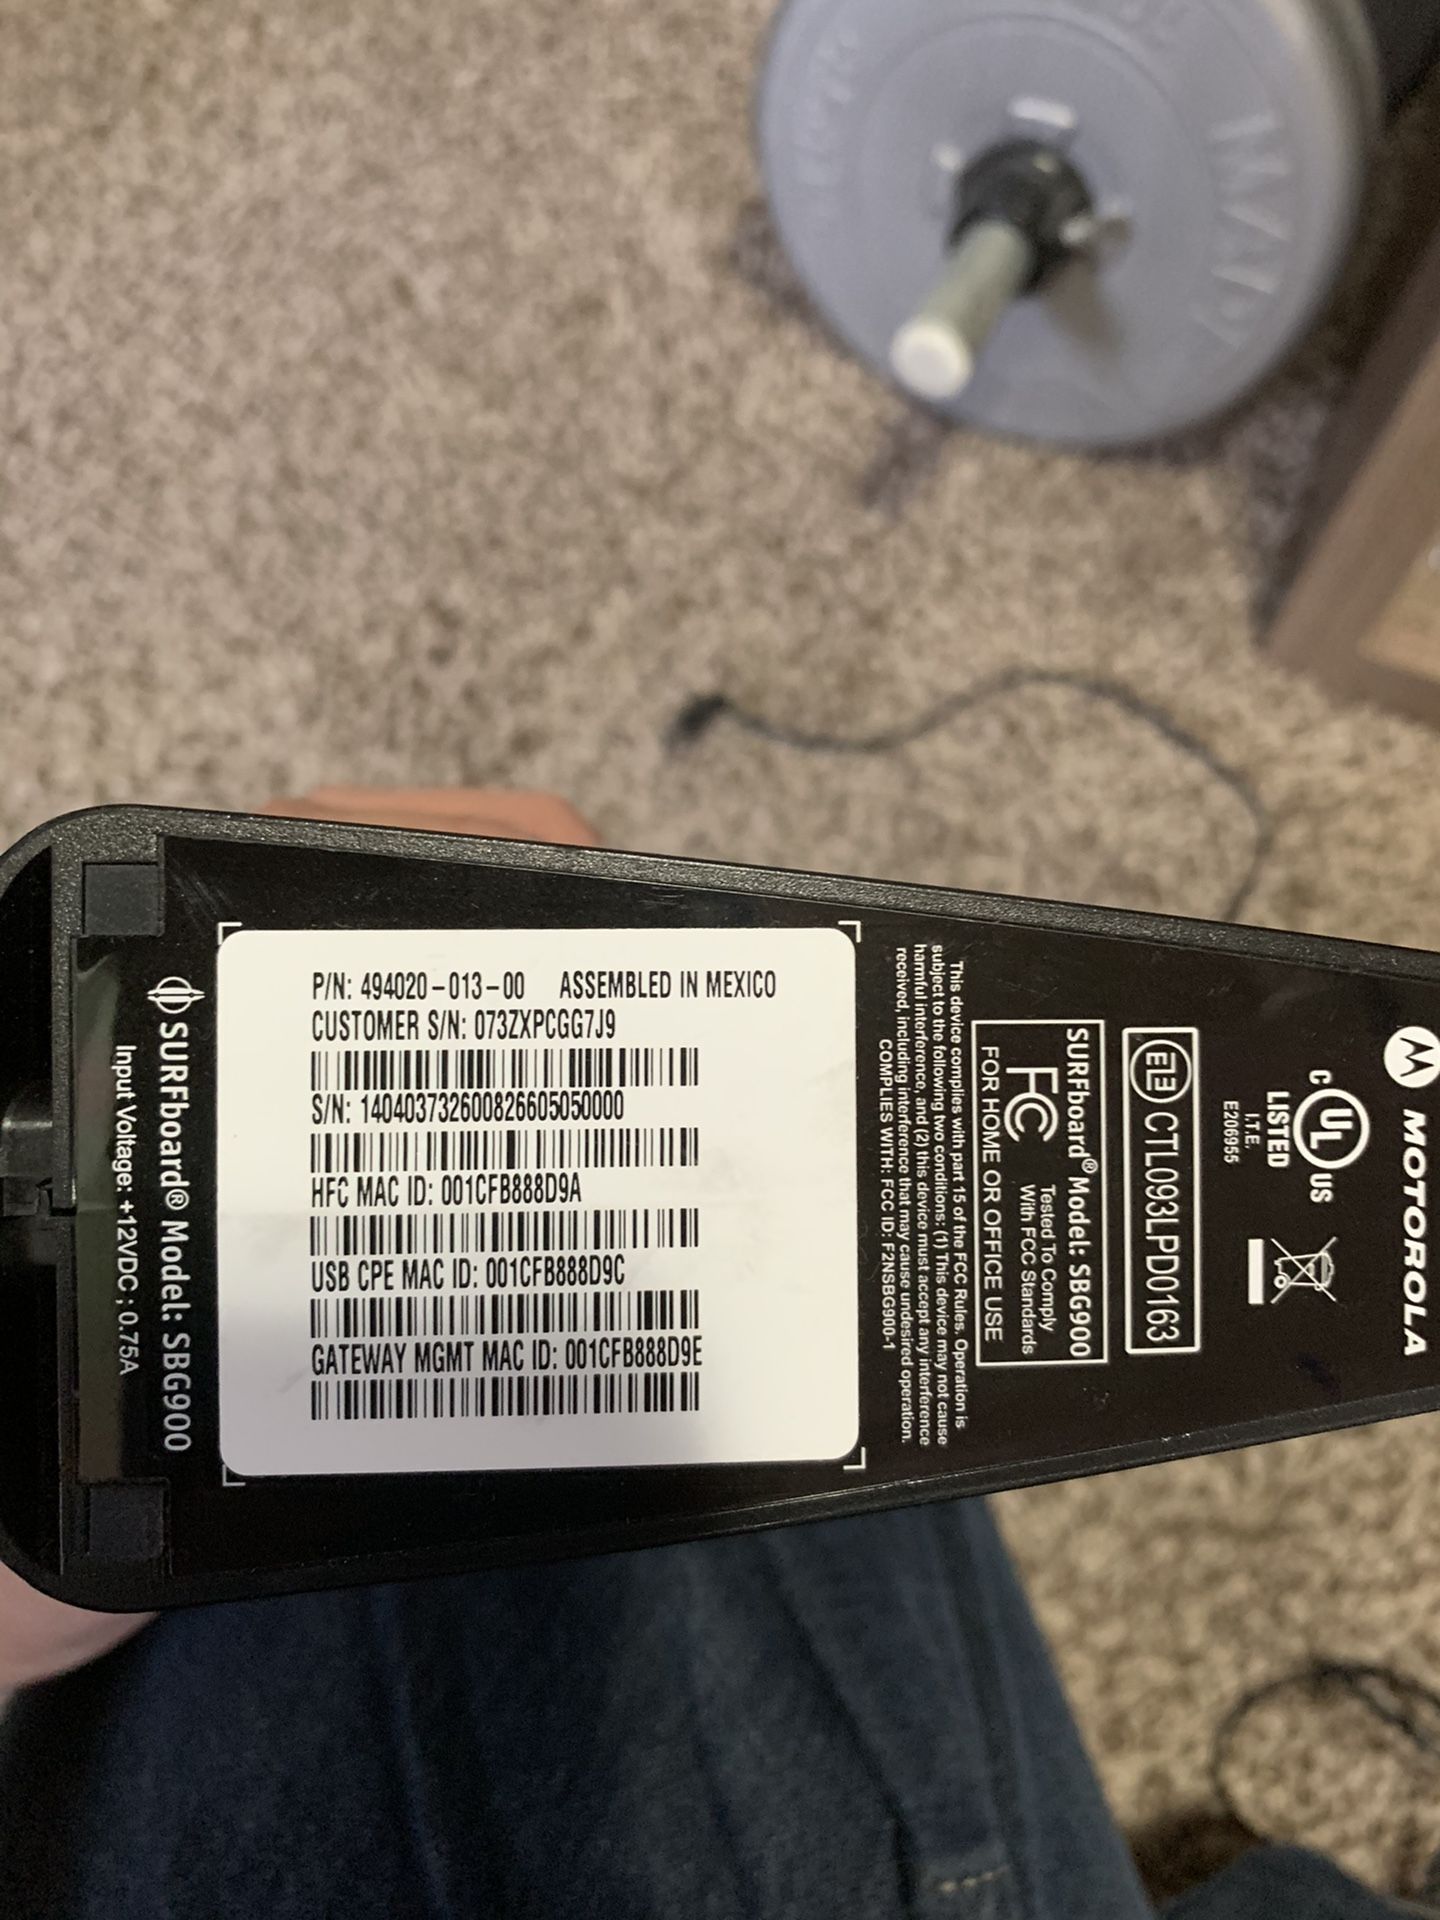 P/N: 494020-013-00 ASSEMBLED IN MEXICO
CUSTOMER S/N: 073ZXPCGG7J9
S/N: 140403732600826605050000
HFC MAC ID: 001CFB888D9A
USB CPE MAC ID: 001CFB888D9C
GATEWAY MGMT MAC ID: 001CFB888D9E
MOTOROLA
C UL US
LISTED
I.T.E.
E206955
ETL CTL093LPD0163
SURFboard® Model: SBG900
FC
Tested To Comply
With FCC Standards
FOR HOME OR OFFICE USE
This device complies with part 15 of the FCC Rules. Operation is
subject to the following two conditions: (1) This device may not cause
harmful interference, and (2) this device must accept any interference
received, including interference that may cause undesired operation.
COMPLIES WITH: FCC ID: F2NSBG900-1
SURFboard® Model: SBG900
Input Voltage: +12VDC ; 0.75A